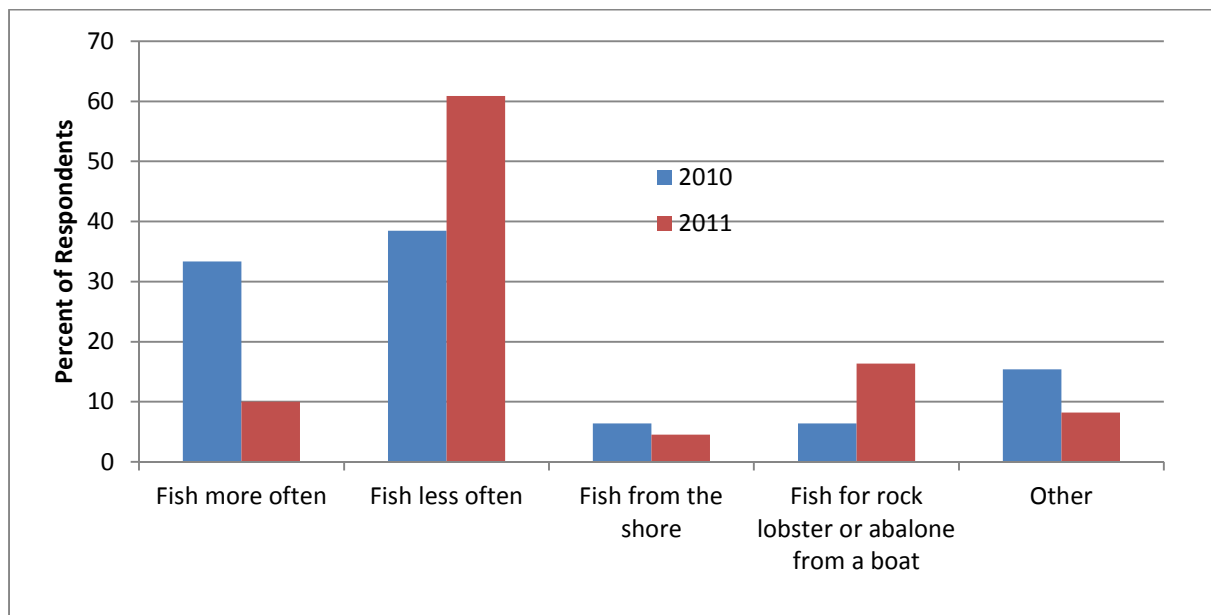 70
60
50
40
30
20
10
0
Percent of Respondents
2010
2011
Fish more often
Fish less often
Fish from the
shore
Fish for rock
lobster or abalone
from a boat
Other